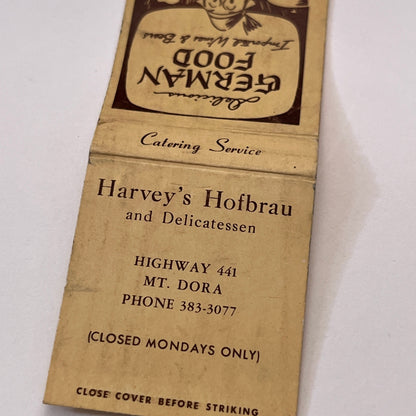 Delicious
GERMAN
FOOD
Imported Wines & Beers
Catering Service
Harvey's Hofbrau
and Delicatessen
HIGHWAY 441
MT. DORA
PHONE 383-3077
(CLOSED MONDAYS ONLY)
CLOSE COVER BEFORE STRIKING